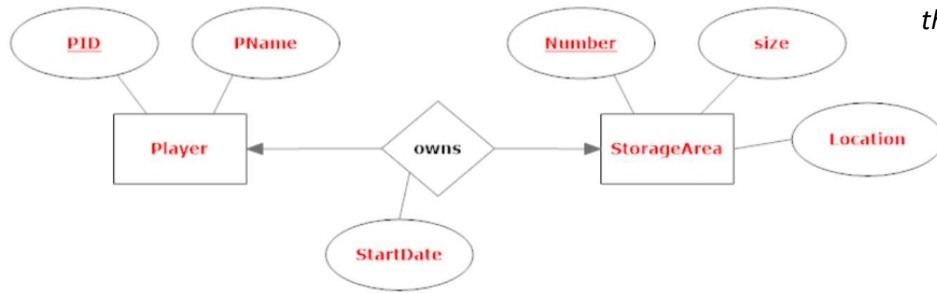 PID
PName
Number
size
Player
owns
StorageArea
Location
StartDate